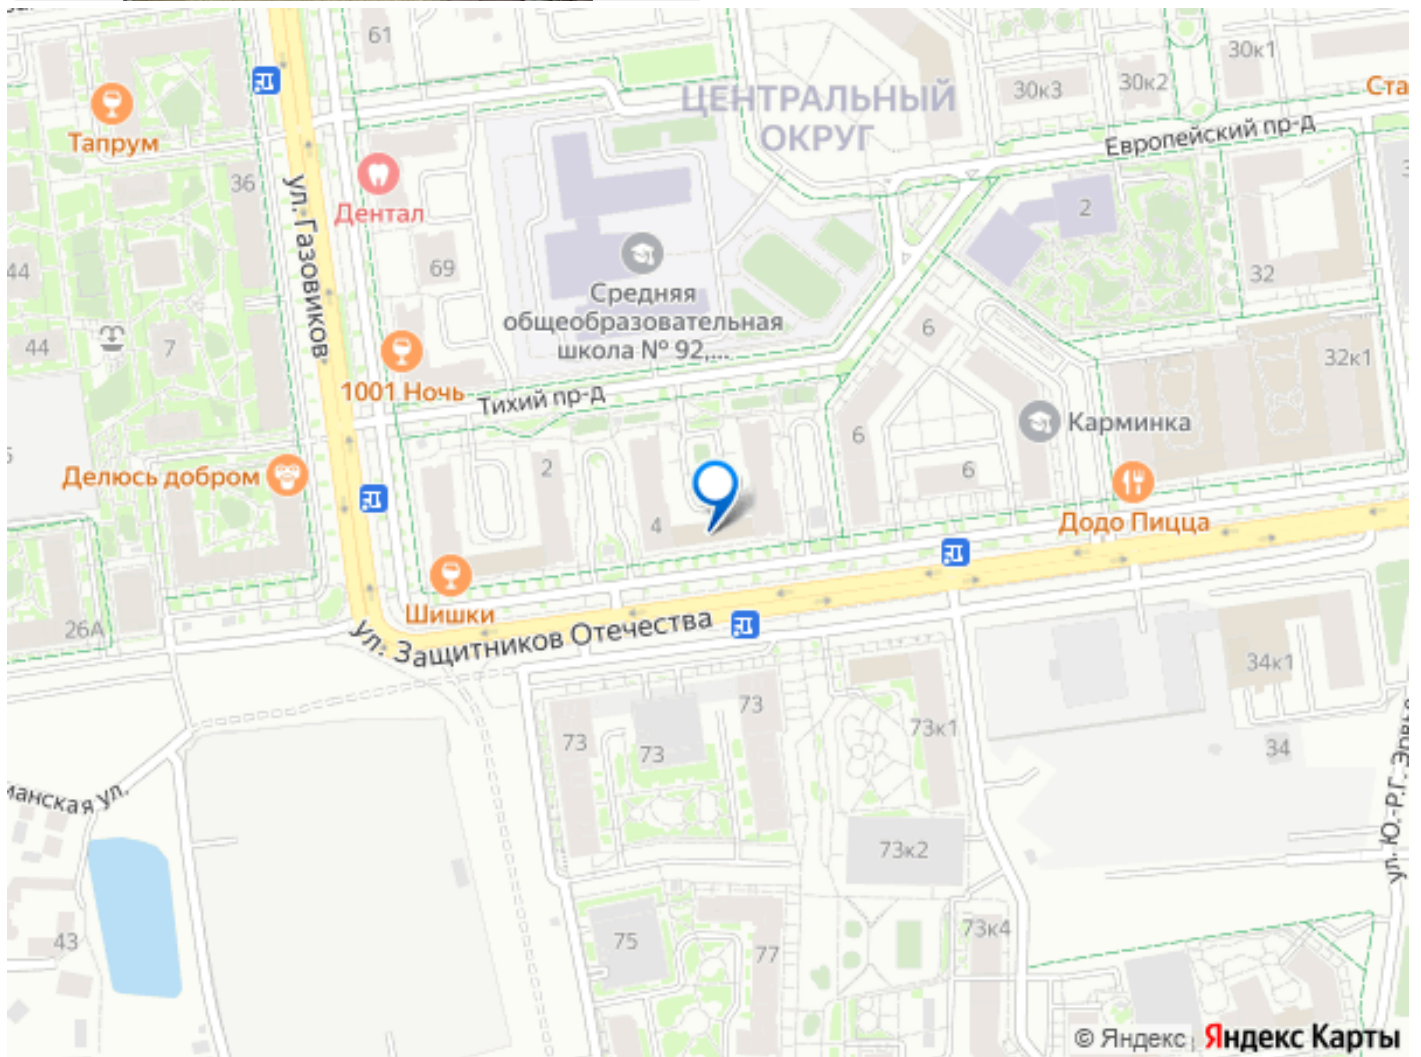 61
30к1
30к3
30к2
Ста
ЦЕНТРАЛЬНЫЙ
ОКРУГ
Тапрум
Европейский пр-д
36
ул. Газовиков
Дентал
2
69
44
32
Средняя
общеобразовательная
школа № 92,...
6
44
7
32к1
1001 Ночь
Тихий пр-д
Карминка
6
2
6
Делюсь добром
4
Додо Пицца
Шишки
26А
ул. Защитников Отечества
34к1
73
73
73
73к1
34
ул. Ю.-Р.Г. Эрвье
манская ул.
73к2
43
75
77
73к4
© Яндекс Яндекс Карты